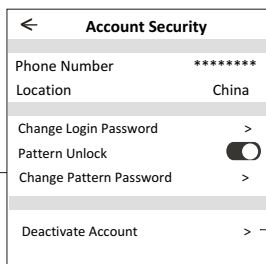 Account Security
Phone Number ********
Location China
Change Login Password >
Pattern Unlock
Change Pattern Password >
Deactivate Account >